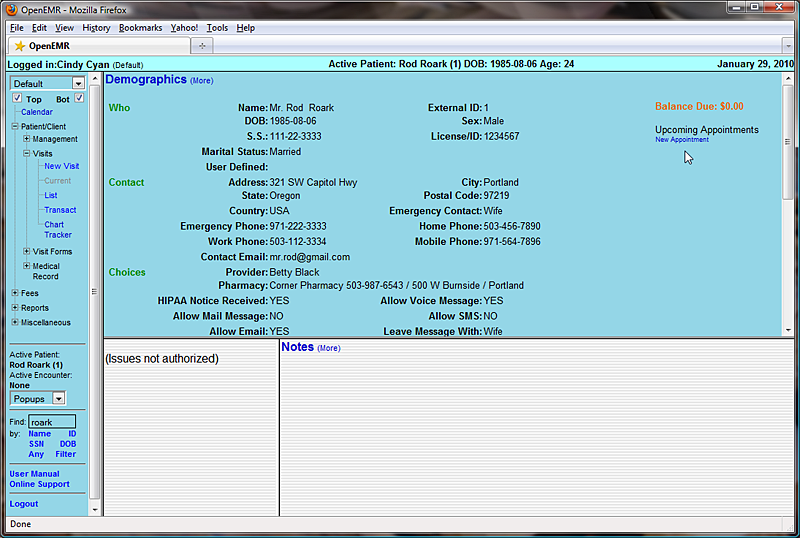 OpenEMR - Mozilla Firefox
File Edit View History Bookmarks Yahoo! Tools Help
OpenEMR
Logged in:Cindy Cyan (Default) Active Patient: Rod Roark (1) DOB: 1985-08-06 Age: 24 January 29, 2010
Default
Top Bot
Calendar
Patient/Client
Management
Visits
New Visit
Current
List
Transact
Chart
Tracker
Visit Forms
Medical
Record
Fees
Reports
Miscellaneous
Active Patient:
Rod Roark (1)
Active Encounter:
None
Popups
Find: roark
by: Name ID
SSN DOB
Any Filter
User Manual
Online Support
Logout
Demographics (More)
Who Name: Mr. Rod Roark External ID: 1
DOB: 1985-08-06 Sex: Male
S.S.: 111-22-3333 License/ID: 1234567
Marital Status: Married
User Defined:
Contact Address: 321 SW Capitol Hwy City: Portland
State: Oregon Postal Code: 97219
Country: USA Emergency Contact: Wife
Emergency Phone: 971-222-3333 Home Phone: 503-456-7890
Work Phone: 503-112-3334 Mobile Phone: 971-564-7896
Contact Email: mr.rod@gmail.com
Choices Provider: Betty Black
Pharmacy: Corner Pharmacy 503-987-6543 / 500 W Burnside / Portland
HIPAA Notice Received: YES Allow Voice Message: YES
Allow Mail Message: NO Allow SMS: NO
Allow Email: YES Leave Message With: Wife
Balance Due: $0.00
Upcoming Appointments
New Appointment
(Issues not authorized)
Notes (More)
Done